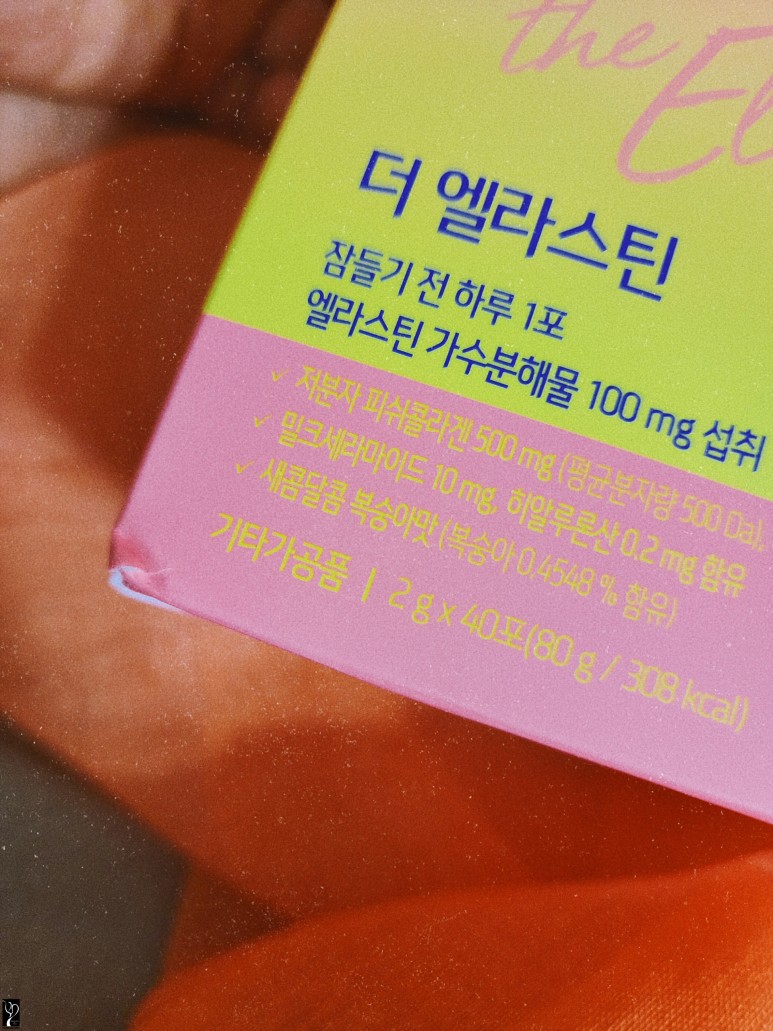 the El
더 엘라스틴
잠들기 전 하루 1포
엘라스틴 가수분해물 100 mg 섭취
✓ 저분자 피쉬콜라겐 500 mg (평균분자량 500 Da),
✓ 밀크세라마이드 10 mg, 히알루론산 0.2 mg 함유
✓ 새콤달콤 복숭아맛 (복숭아 0.4548 % 함유)
기타가공품 | 2 g x 40포(80 g / 308 kcal)